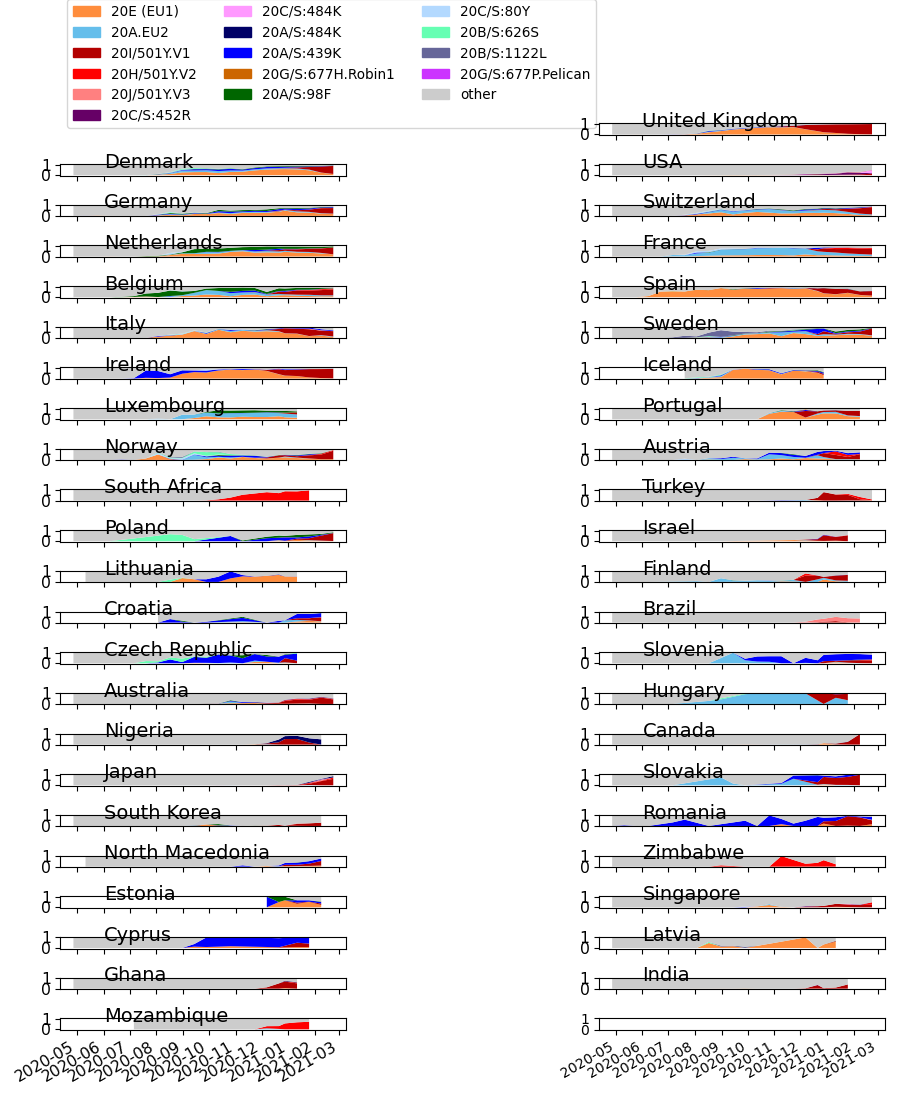 20E (EU1) 20C/S:484K 20C/S:80Y
20A.EU2 20A/S:484K 20B/S:626S
20I/501Y.V1 20A/S:439K 20B/S:1122L
20H/501Y.V2 20G/S:677H.Robin1 20G/S:677P.Pelican
20J/501Y.V3 20A/S:98F other
20C/S:452R
1 0 United Kingdom
1 0 Denmark 1 0 USA
1 0 Germany 1 0 Switzerland
1 0 Netherlands 1 0 France
1 0 Belgium 1 0 Spain
1 0 Italy 1 0 Sweden
1 0 Ireland 1 0 Iceland
1 0 Luxembourg 1 0 Portugal
1 0 Norway 1 0 Austria
1 0 South Africa 1 0 Turkey
1 0 Poland 1 0 Israel
1 0 Lithuania 1 0 Finland
1 0 Croatia 1 0 Brazil
1 0 Czech Republic 1 0 Slovenia
1 0 Australia 1 0 Hungary
1 0 Nigeria 1 0 Canada
1 0 Japan 1 0 Slovakia
1 0 South Korea 1 0 Romania
1 0 North Macedonia 1 0 Zimbabwe
1 0 Estonia 1 0 Singapore
1 0 Cyprus 1 0 Latvia
1 0 Ghana 1 0 India
1 0 Mozambique 1 0
2020-05 2020-06 2020-07 2020-08 2020-09 2020-10 2020-11 2020-12 2021-01 2021-02 2021-03 2020-05 2020-06 2020-07 2020-08 2020-09 2020-10 2020-11 2020-12 2021-01 2021-02 2021-03